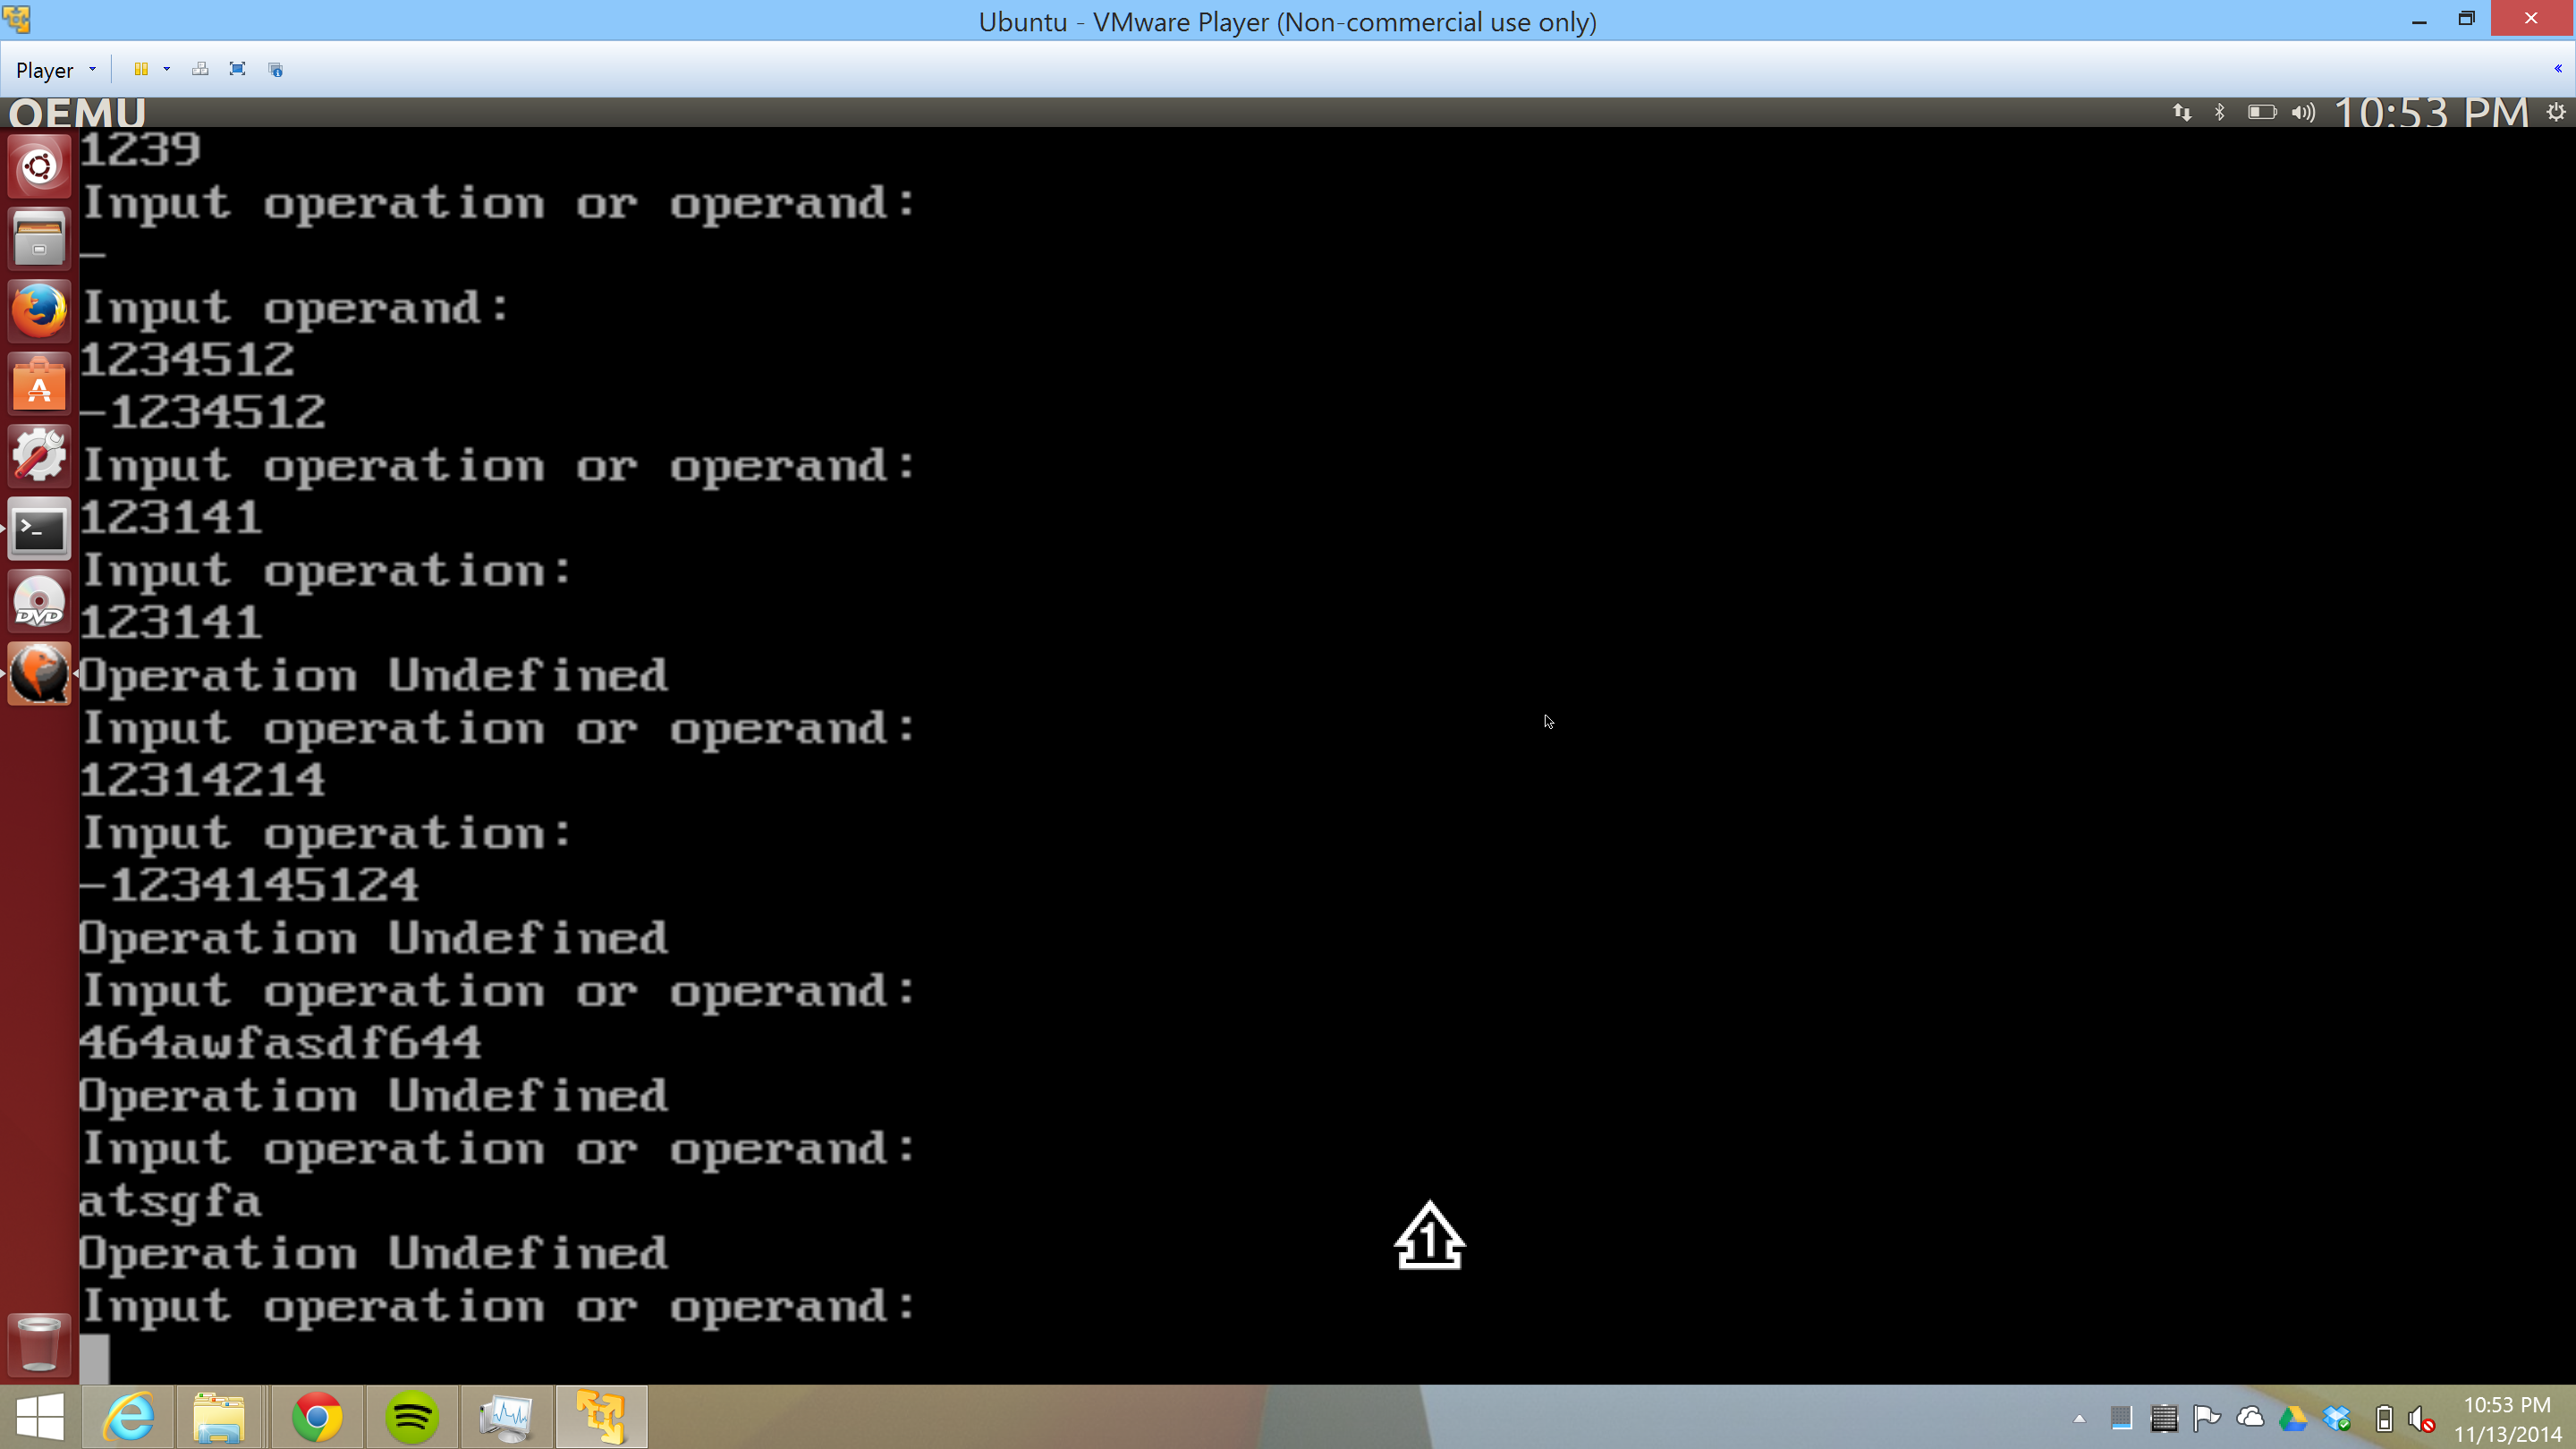 Ubuntu - VMware Player (Non-commercial use only)
Player
QEMU
10:53 PM
1239
Input operation or operand:
-
Input operand:
1234512
-1234512
Input operation or operand:
123141
Input operation:
123141
Operation Undefined
Input operation or operand:
12314214
Input operation:
-1234145124
Operation Undefined
Input operation or operand:
464awfasdf644
Operation Undefined
Input operation or operand:
atsgfa
Operation Undefined
Input operation or operand:
DVD
1
10:53 PM
11/13/2014